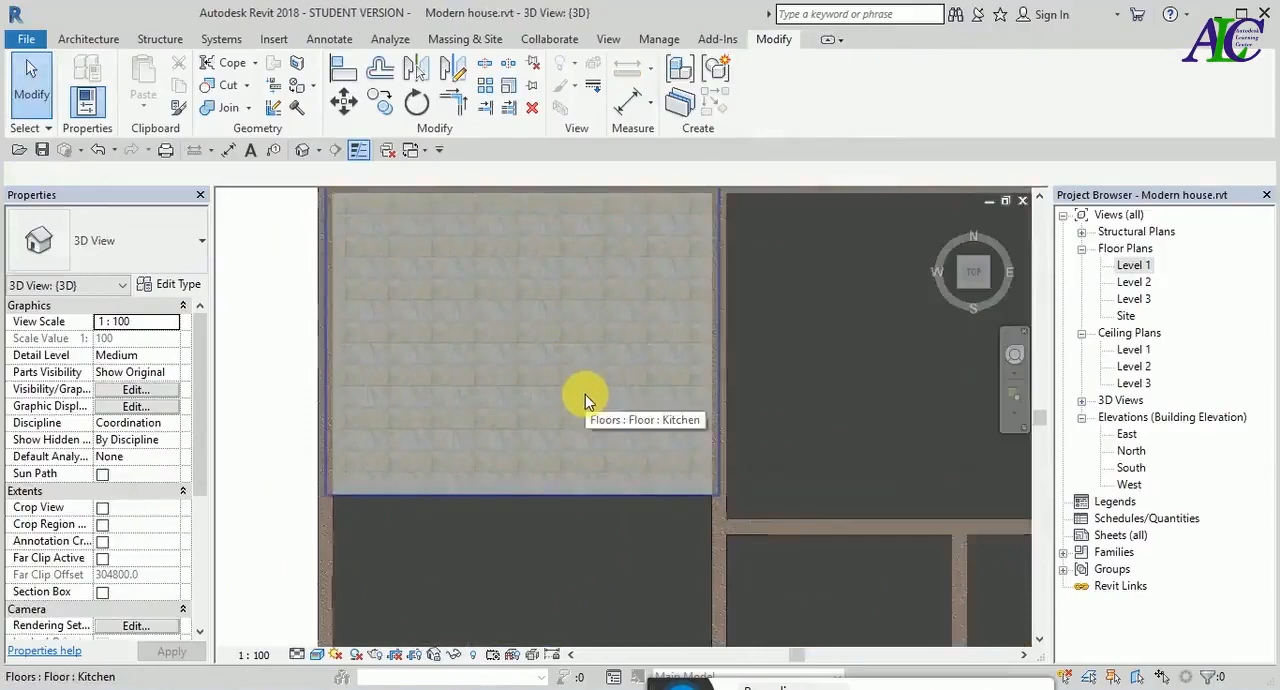 Autodesk Revit 2018 - STUDENT VERSION - Modern house.rvt - 3D View: {3D}
Type a keyword or phrase
Sign In
ALC
Autodesk
Learning
Center
File Architecture Structure Systems Insert Annotate Analyze Massing & Site Collaborate View Manage Add-Ins Modify
Modify
Paste
Cope
Cut
Join
Select Properties Clipboard Geometry Modify View Measure Create
Properties
3D View
3D View: {3D} Edit Type
Graphics
View Scale 1 : 100
Scale Value 1: 100
Detail Level Medium
Parts Visibility Show Original
Visibility/Grap... Edit...
Graphic Displ... Edit...
Discipline Coordination
Show Hidden ... By Discipline
Default Analy... None
Sun Path
Extents
Crop View
Crop Region ...
Annotation Cr...
Far Clip Active
Far Clip Offset 304800.0
Section Box
Camera
Rendering Set... Edit...
Properties help Apply
N
W TOP E
S
Floors : Floor : Kitchen
1 : 100
Project Browser - Modern house.rvt
Views (all)
Structural Plans
Floor Plans
Level 1
Level 2
Level 3
Site
Ceiling Plans
Level 1
Level 2
Level 3
3D Views
Elevations (Building Elevation)
East
North
South
West
Legends
Schedules/Quantities
Sheets (all)
Families
Groups
Revit Links
Floors : Floor : Kitchen
:0
Main Model
:0